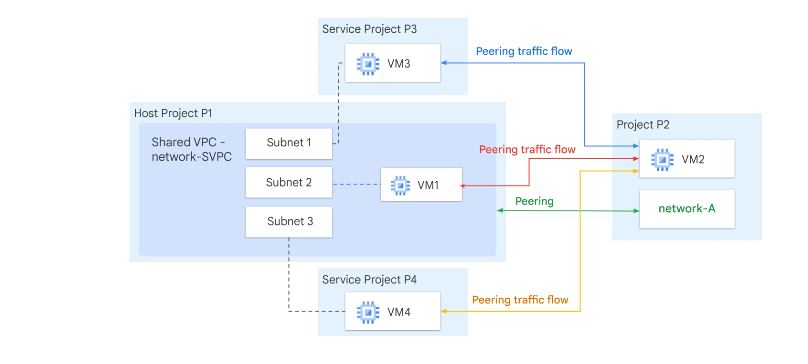 Service Project P3
VM3
Peering traffic flow
Host Project P1
Shared VPC -
network-SVPC
Subnet 1
Subnet 2
Subnet 3
VM1
Peering traffic flow
Peering
Project P2
VM2
network-A
Service Project P4
VM4
Peering traffic flow